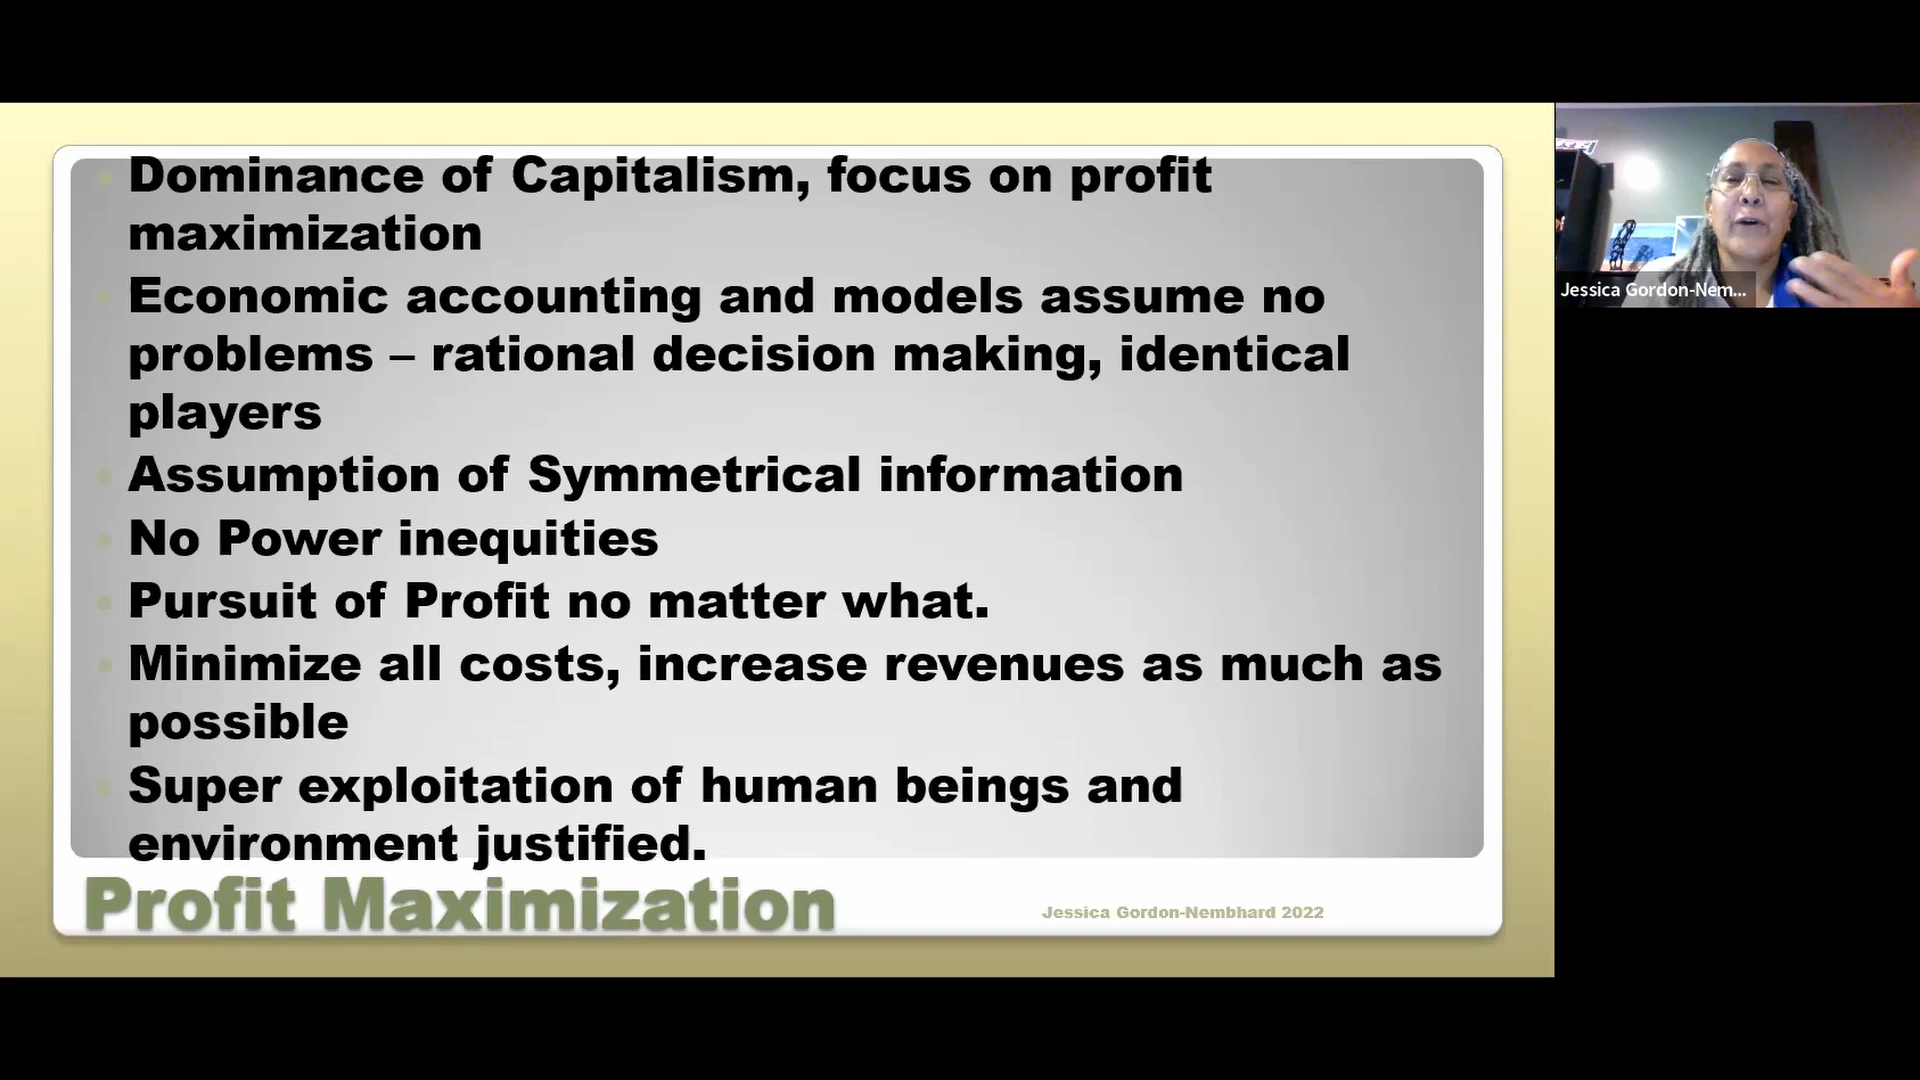 Dominance of Capitalism, focus on profit
maximization
Economic accounting and models assume no
problems – rational decision making, identical
players
Assumption of Symmetrical information
No Power inequities
Pursuit of Profit no matter what.
Minimize all costs, increase revenues as much as
possible
Super exploitation of human beings and
environment justified.
Profit Maximization
Jessica Gordon-Nembhard 2022
Jessica Gordon-Nem...